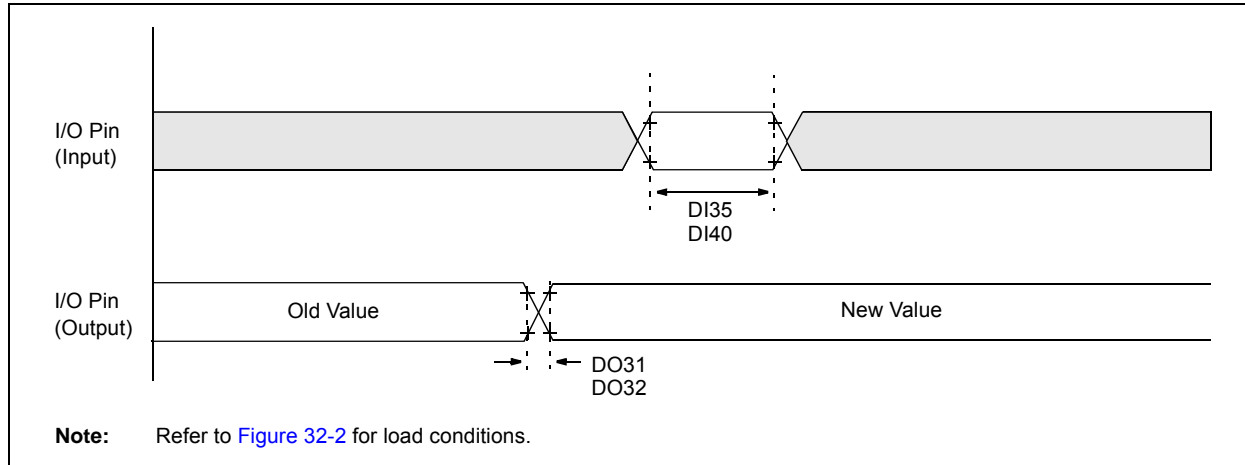 I/O Pin
(Input)
DI35
DI40
I/O Pin
(Output)
Old Value
New Value
DO31
DO32
Note: Refer to Figure 32-2 for load conditions.